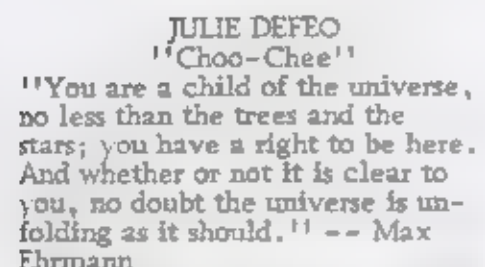 JULIE DEFEO
''Choo-Chee''
''You are a child of the universe,
no less than the trees and the
stars; you have a right to be here.
And whether or not it is clear to
you, no doubt the universe is un-
folding as it should.'' -- Max
Ehrmann